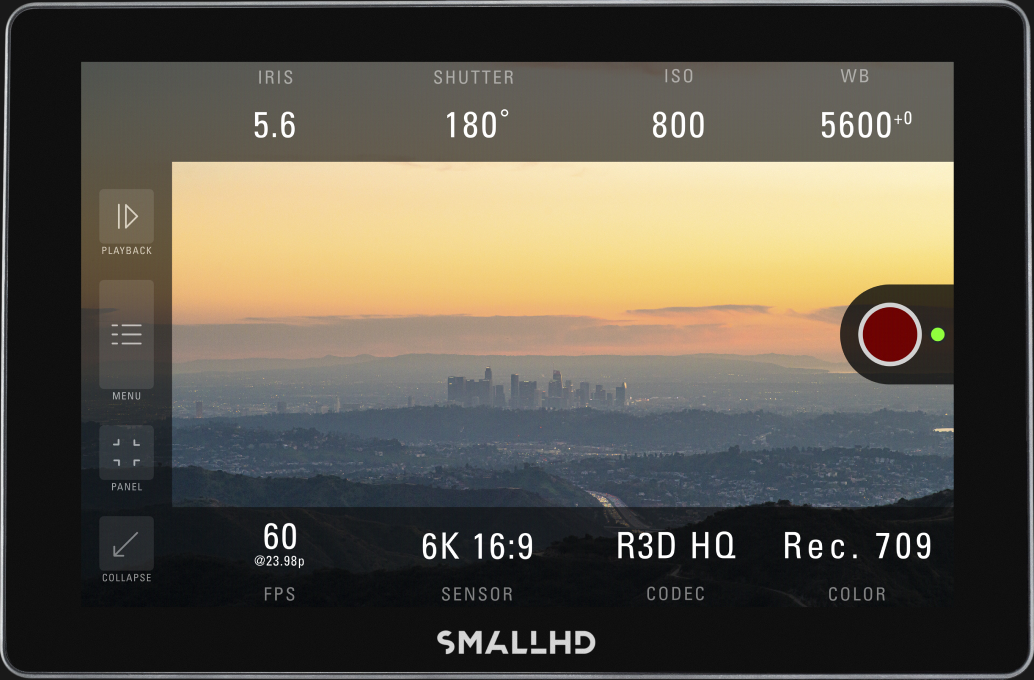 IRIS SHUTTER ISO WB
5.6 180° 800 5600+0
PLAYBACK
MENU
PANEL
COLLAPSE
60 6K 16:9 R3D HQ Rec. 709
@23.98p
FPS SENSOR CODEC COLOR
SMALLHD